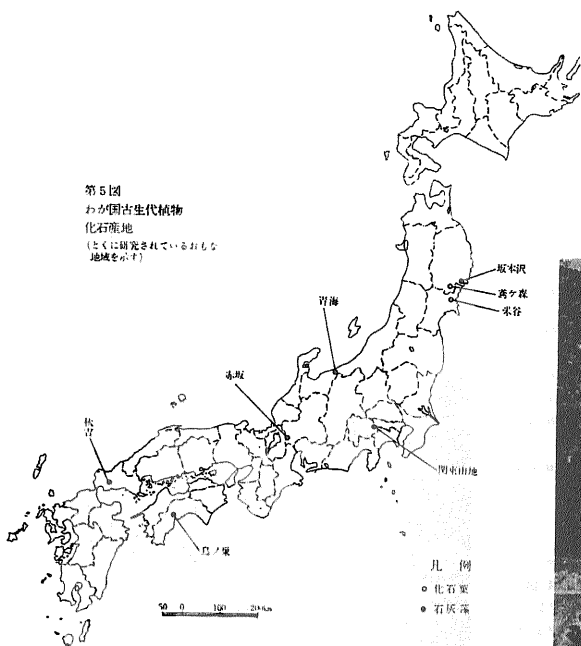 第5図
わが国古生代植物
化石産地
(とくに研究されているおもな
地域を示す)
坂本沢
鳶ケ森
米谷
青海
赤坂
秋吉
関東山地
鳥ノ巣
凡 例
化石葉
石灰藻
50 0 100 200Km